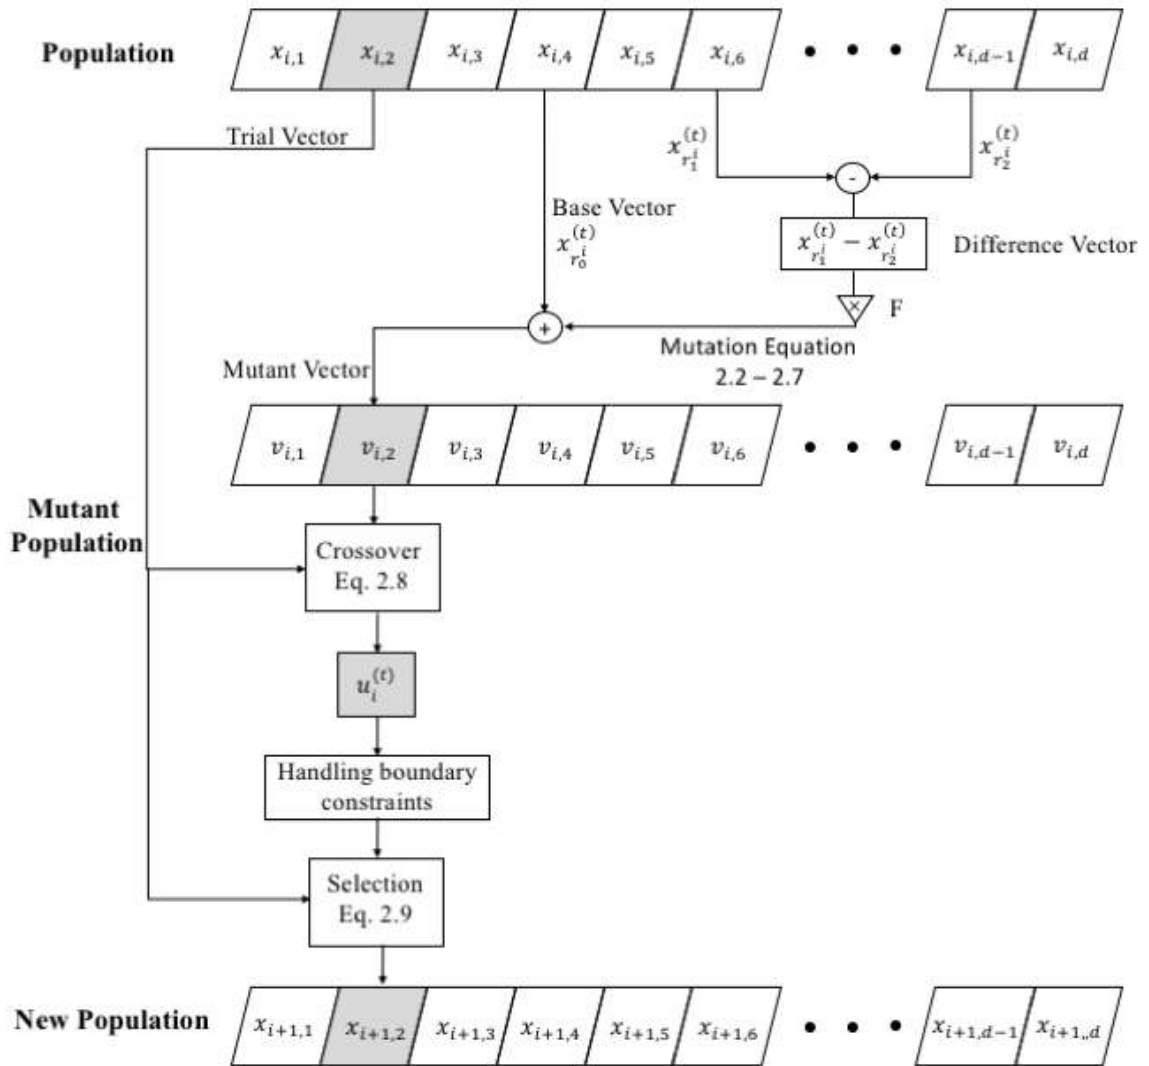 Population
x_{i,1} x_{i,2} x_{i,3} x_{i,4} x_{i,5} x_{i,6} • • • x_{i,d−1} x_{i,d}
Trial Vector
x_{r_1^i}^{(t)}
x_{r_2^i}^{(t)}
-
Base Vector
x_{r_0^i}^{(t)}
x_{r_1^i}^{(t)} − x_{r_2^i}^{(t)}
Difference Vector
× F
+
Mutation Equation
2.2 – 2.7
Mutant Vector
v_{i,1} v_{i,2} v_{i,3} v_{i,4} v_{i,5} v_{i,6} • • • v_{i,d−1} v_{i,d}
Mutant
Population
Crossover
Eq. 2.8
u_i^{(t)}
Handling boundary
constraints
Selection
Eq. 2.9
New Population
x_{i+1,1} x_{i+1,2} x_{i+1,3} x_{i+1,4} x_{i+1,5} x_{i+1,6} • • • x_{i+1,d−1} x_{i+1,,d}